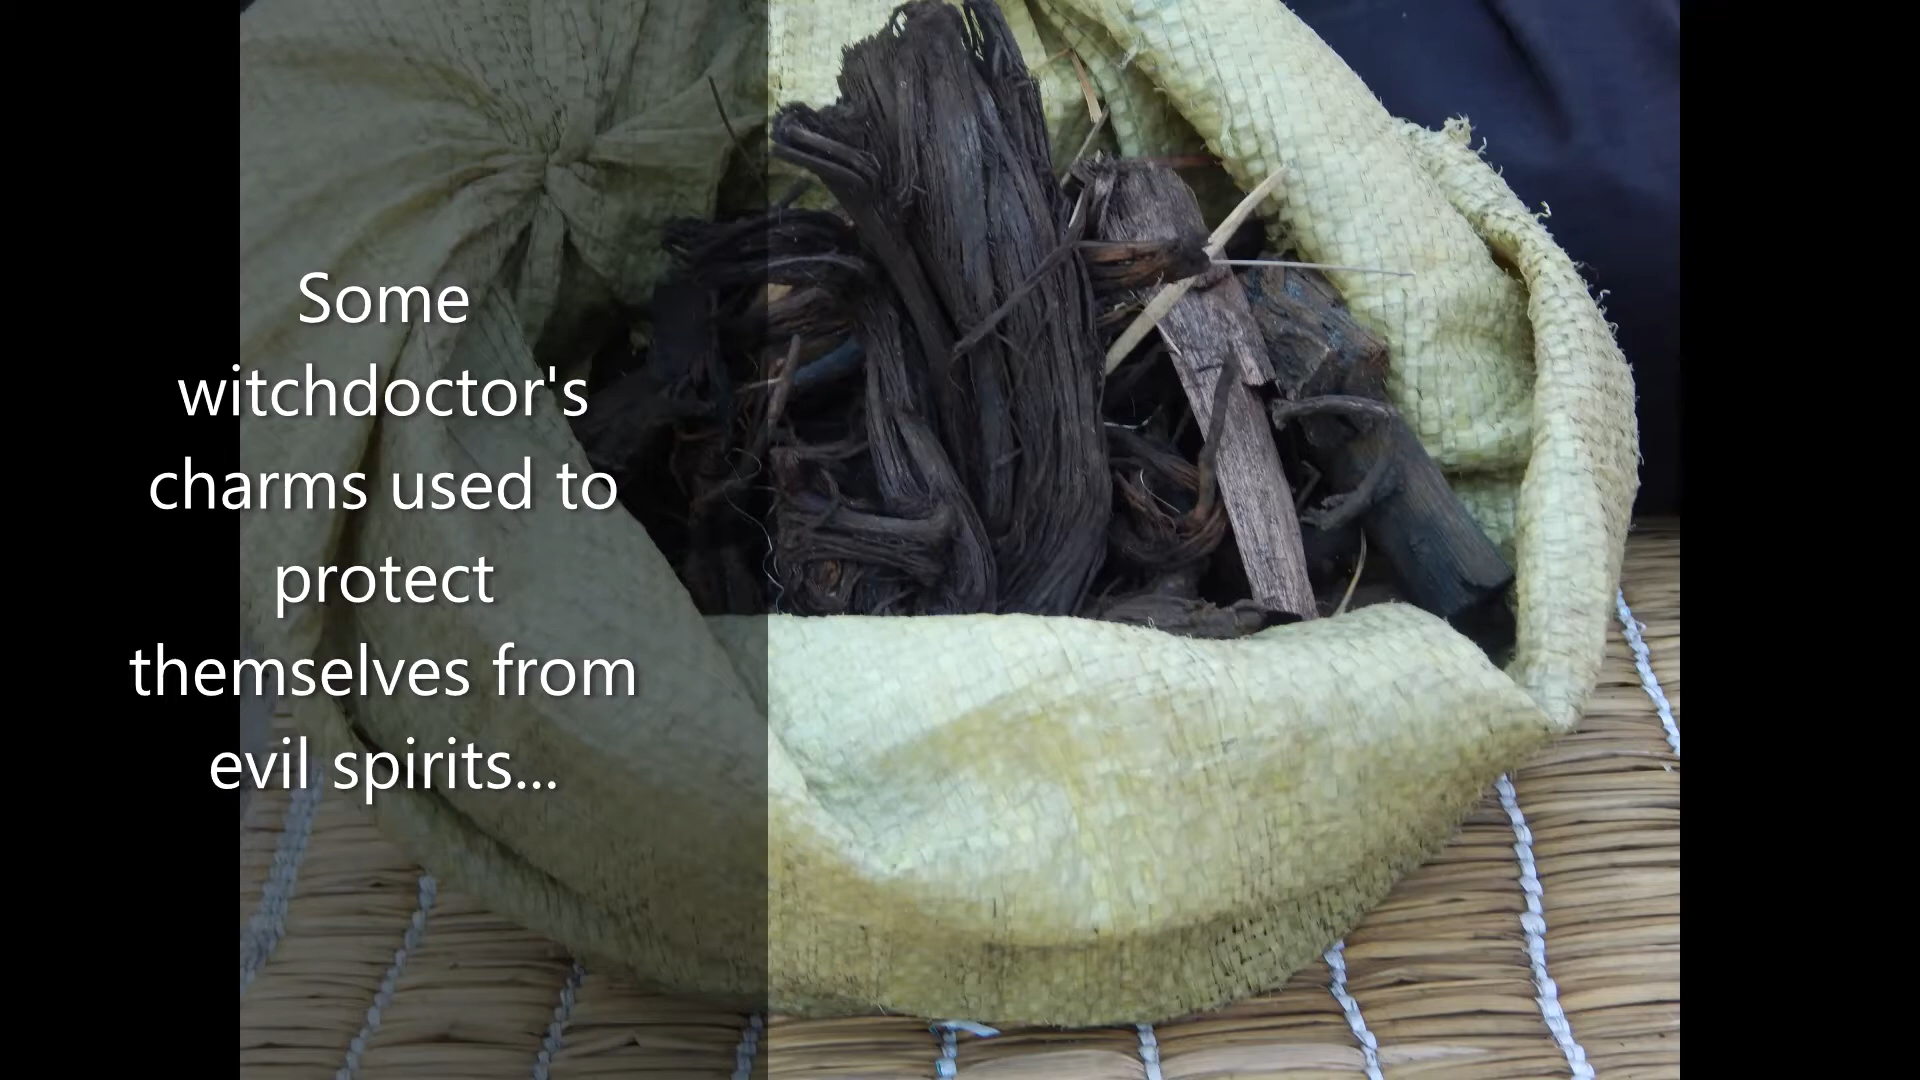 Some
witchdoctor's
charms used to
protect
themselves from
evil spirits...